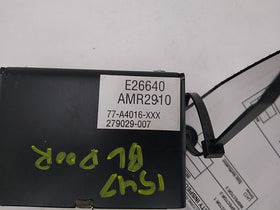 E26640
AMR2910
77-A4016-XXX
279029-007
1547
BL DOOR